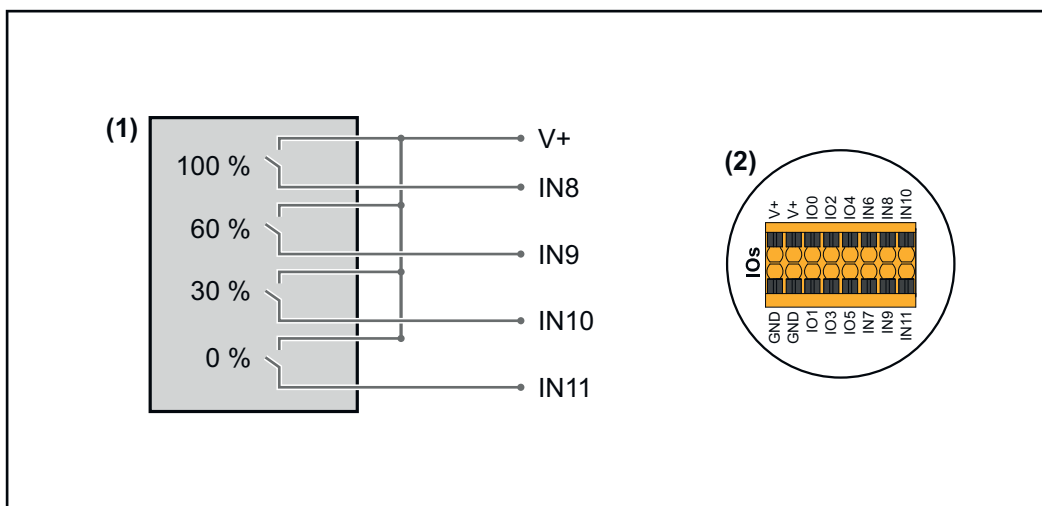 (1)
100 %
60 %
30 %
0 %
V+
IN8
IN9
IN10
IN11
(2)
V+ V+ IO0 IO2 IO4 IN6 IN8 IN10
IOs
GND GND IO1 IO3 IO5 IN7 IN9 IN11